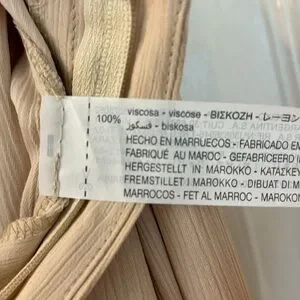 100% viscosa - viscose - ΒΙΣΚΟΖΗ - レーヨン
فسكوز - biskosa
HECHO EN MARRUECOS - FABRICADO EM
FABRIQUÉ AU MAROC - GEFABRICEERD IN
HERGESTELLT IN MAROKKO - ΚΑΤΑΣΚΕΥ
FREMSTILLET I MAROKKO - DIBUAT DI M
MARROCOS - FET AL MARROC - MAROKO